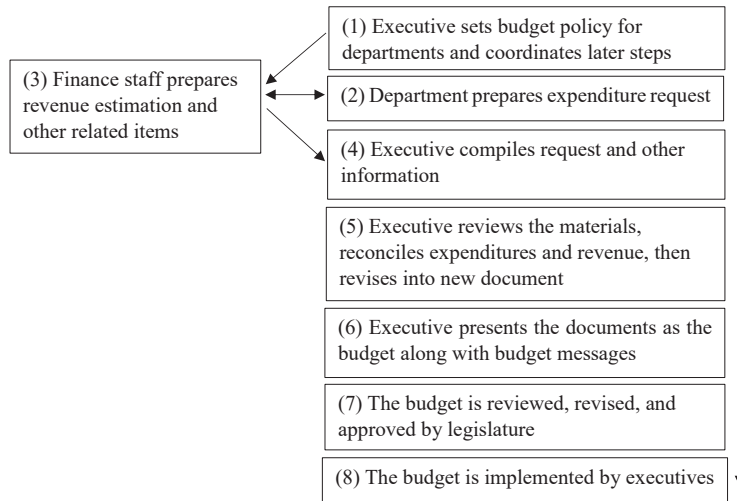 (1) Executive sets budget policy for
departments and coordinates later steps
(3) Finance staff prepares
revenue estimation and
other related items
(2) Department prepares expenditure request
(4) Executive compiles request and other
information
(5) Executive reviews the materials,
reconciles expenditures and revenue, then
revises into new document
(6) Executive presents the documents as the
budget along with budget messages
(7) The budget is reviewed, revised, and
approved by legislature
(8) The budget is implemented by executives